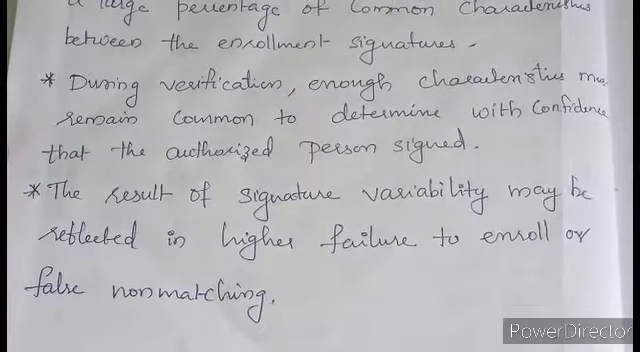 a large percentage of common characteristics
between the enrollment signatures.
* During verification, enough characteristics
remain common to determine with confidence
that the authorized person signed.
* The result of signature variability may be
reflected in higher failure to enroll or
false nonmatching.
PowerDirector